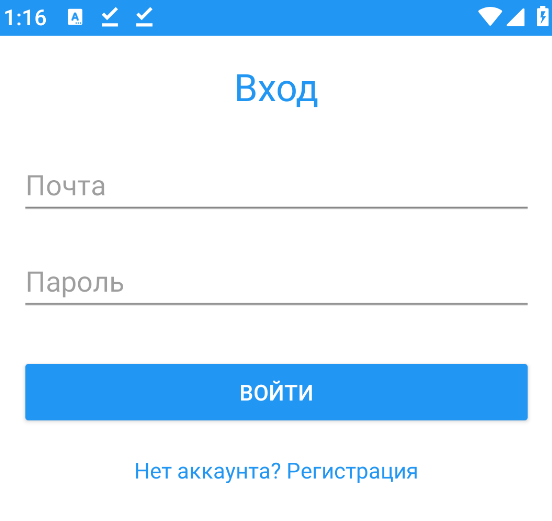 1:16
Вход
Почта
Пароль
ВОЙТИ
Нет аккаунта? Регистрация